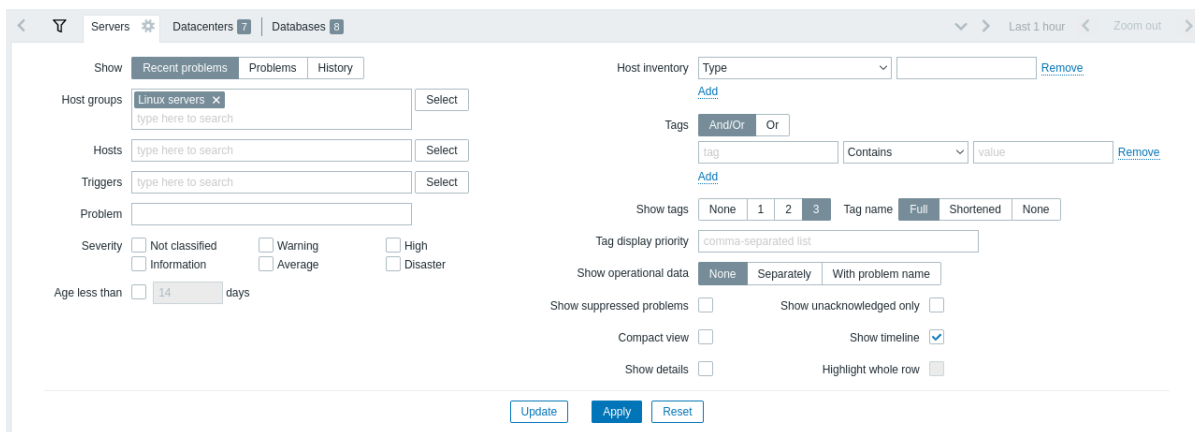 Servers Datacenters 7 Databases 8 Last 1 hour Zoom out
Show Recent problems Problems History
Host groups Linux servers
type here to search
Select
Hosts type here to search Select
Triggers type here to search Select
Problem
Severity Not classified Warning High
Information Average Disaster
Age less than 14 days
Host inventory Type Remove
Add
Tags And/Or Or
tag Contains value Remove
Add
Show tags None 1 2 3 Tag name Full Shortened None
Tag display priority comma-separated list
Show operational data None Separately With problem name
Show suppressed problems Show unacknowledged only
Compact view Show timeline
Show details Highlight whole row
Update Apply Reset